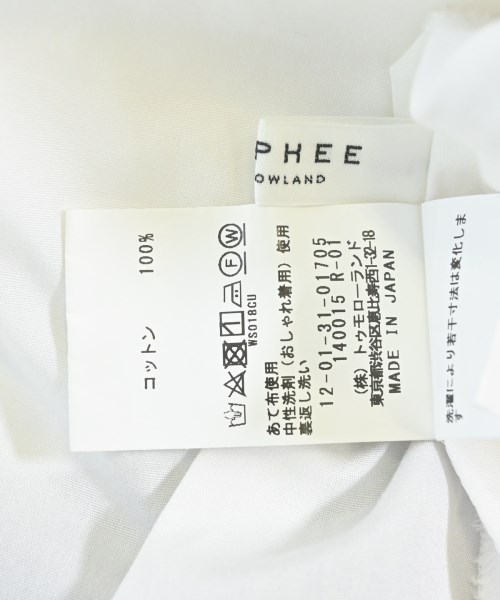 PHEE
OWLAND
コットン 100%
WS018CU
あて布使用
中性洗剤（おしゃれ着用）使用
裏返し洗い
12-01-31-01705
140015 R-01
（株）トゥモローランド
東京都渋谷区恵比寿西1-32-18
MADE IN JAPAN
洗濯により若干寸法は変化しま
す